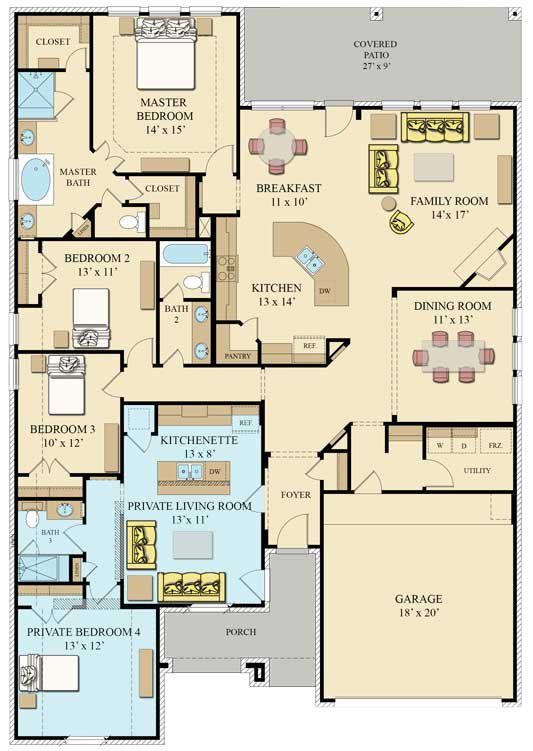 CLOSET
MASTER
BEDROOM
14' x 15'
COVERED
PATIO
27' x 9'
MASTER
BATH
CLOSET
LINEN
BREAKFAST
11 x 10'
FAMILY ROOM
14' x 17'
BEDROOM 2
13' x 11'
KITCHEN
13 x 14'
DW
BATH
2
DINING ROOM
11' x 13'
PANTRY
REF.
BEDROOM 3
10' x 12'
KITCHENETTE
13 x 8'
REF
DW
W
D
FRZ.
UTILITY
FOYER
PRIVATE LIVING ROOM
13'x 11'
BATH
3
LINEN
GARAGE
18' x 20'
PORCH
PRIVATE BEDROOM 4
13' x 12'